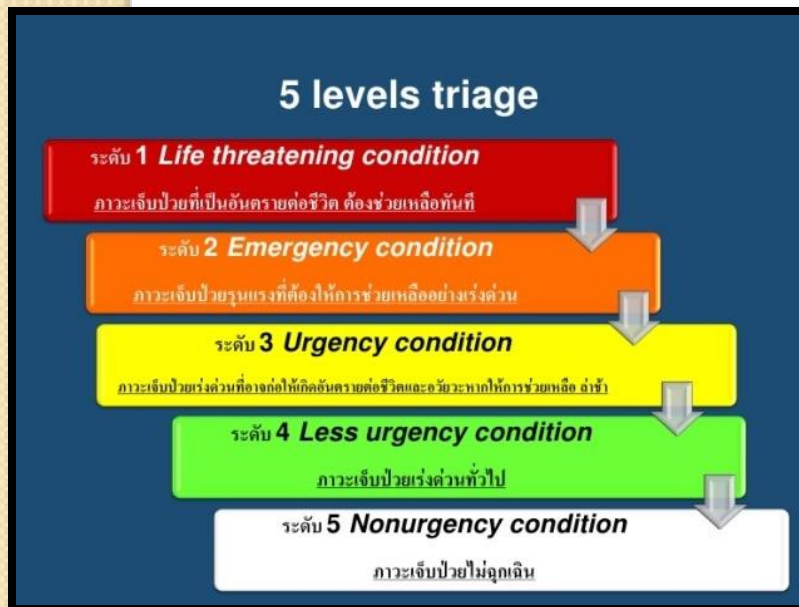 5 levels triage
ระดับ 1 Life threatening condition
ภาวะเจ็บป่วยที่เป็นอันตรายต่อชีวิต ต้องช่วยเหลือทันที
ระดับ 2 Emergency condition
ภาวะเจ็บป่วยรุนแรงที่ต้องให้การช่วยเหลืออย่างเร่งด่วน
ระดับ 3 Urgency condition
ภาวะเจ็บป่วยเร่งด่วนที่อาจก่อให้เกิดอันตรายต่อชีวิตและอวัยวะหากให้การช่วยเหลือ ล่าช้า
ระดับ 4 Less urgency condition
ภาวะเจ็บป่วยเร่งด่วนทั่วไป
ระดับ 5 Nonurgency condition
ภาวะเจ็บป่วยไม่ฉุกเฉิน